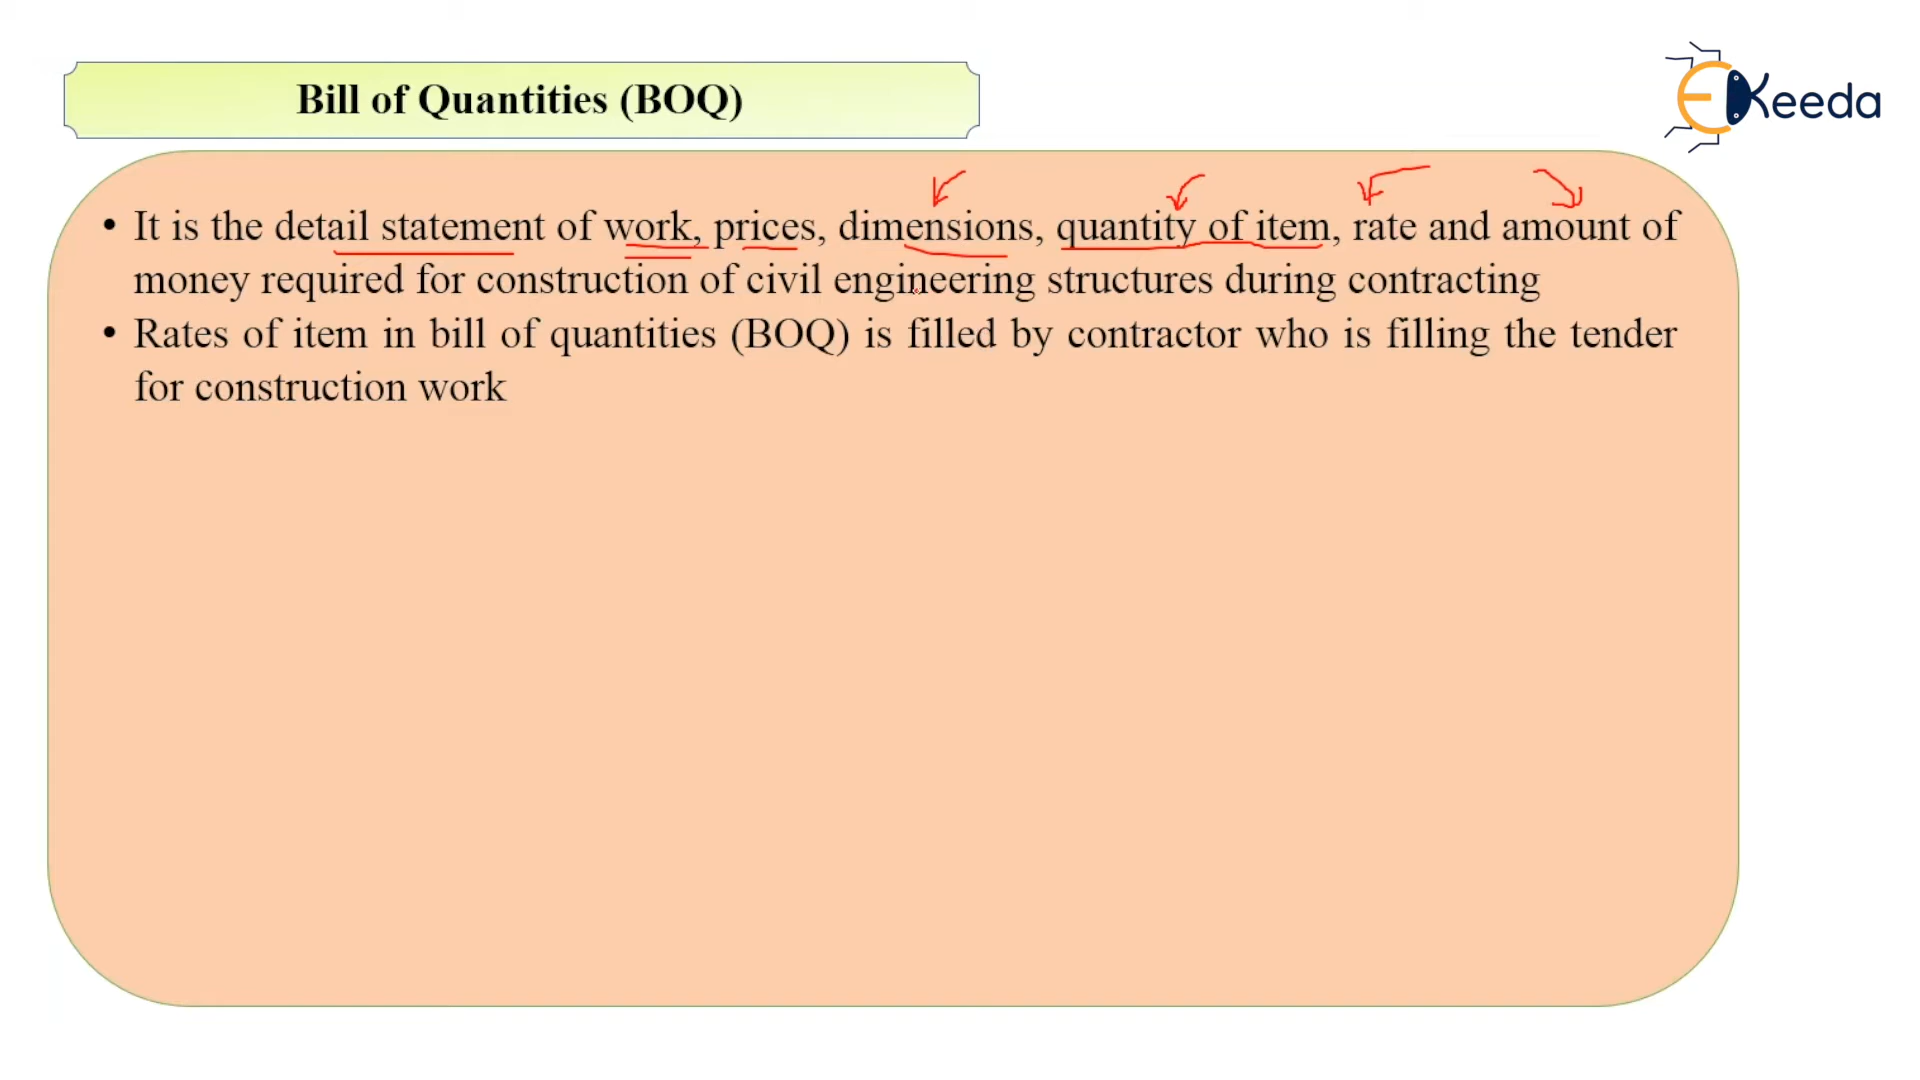 Bill of Quantities (BOQ)
EKeeda
• It is the detail statement of work, prices, dimensions, quantity of item, rate and amount of
money required for construction of civil engineering structures during contracting
• Rates of item in bill of quantities (BOQ) is filled by contractor who is filling the tender
for construction work